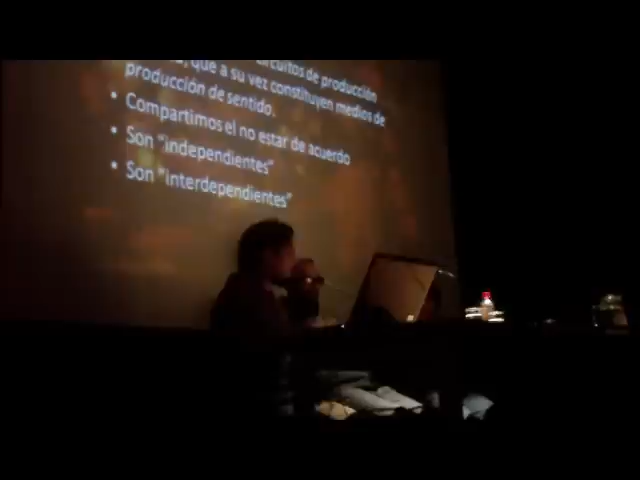 circuitos de producción
que a su vez constituyen medios de
producción de sentido.
• Compartimos el no estar de acuerdo
• Son "independientes"
• Son "Interdependientes"